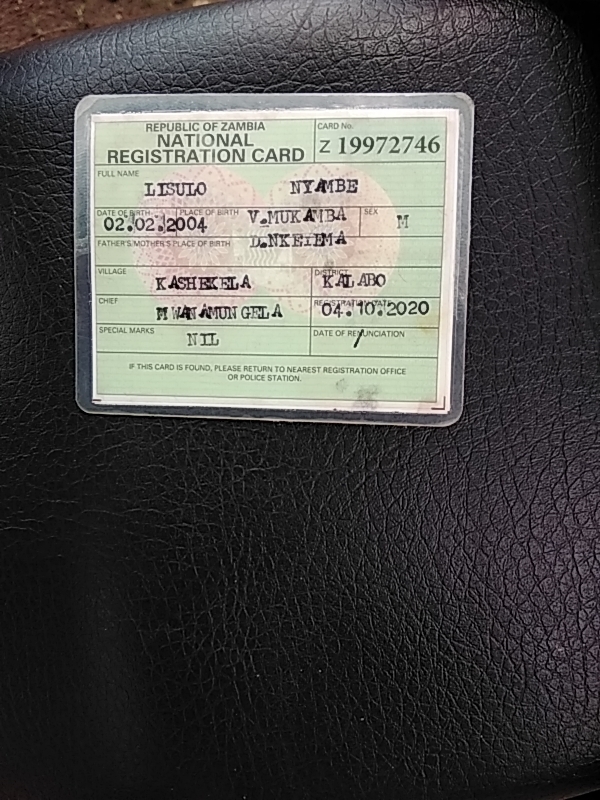 REPUBLIC OF ZAMBIA
NATIONAL
REGISTRATION CARD
CARD No.
Z 19972746
FULL NAME
LISULO NYAMBE
DATE OF BIRTH PLACE OF BIRTH SEX
02.02.2004 V.MUKAMBA M
FATHER'S/MOTHER'S PLACE OF BIRTH D.NKEIEMA
VILLAGE DISTRICT
KASHEKELA KALABO
CHIEF REGISTRATION DATE
MWANAMUNGELA 04.10.2020
SPECIAL MARKS DATE OF RENUNCIATION
NIL /
IF THIS CARD IS FOUND, PLEASE RETURN TO NEAREST REGISTRATION OFFICE
OR POLICE STATION.